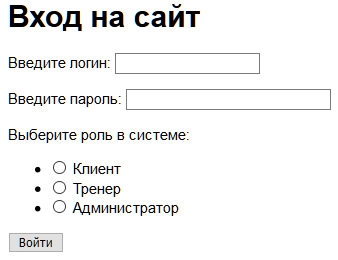 Вход на сайт
Введите логин:
Введите пароль:
Выберите роль в системе:
Клиент
Тренер
Администратор
Войти